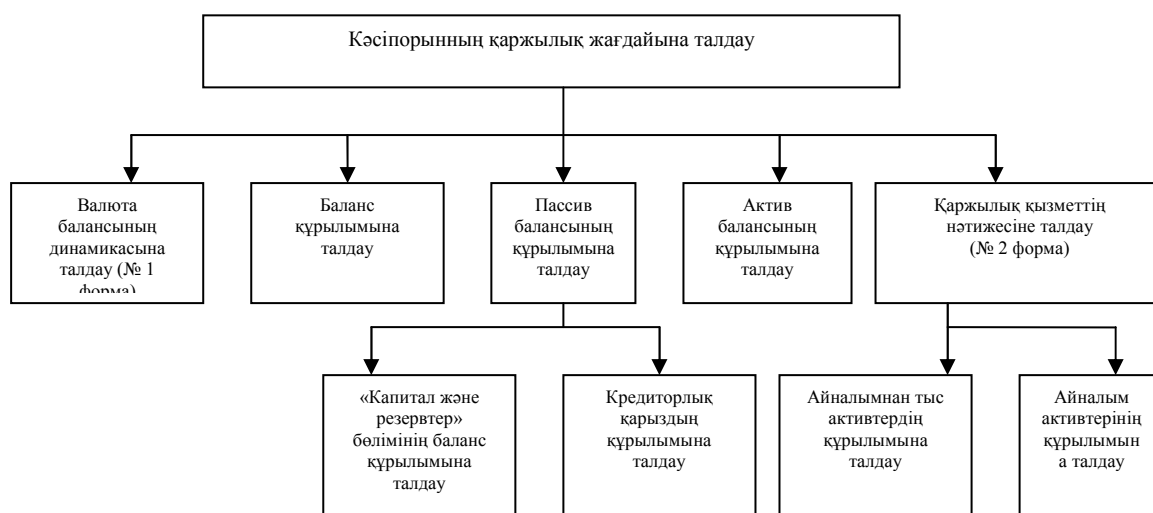 Кәсіпорынның қаржылық жағдайына талдау
Валюта
балансының
динамикасына
талдау (№ 1
форма)
Баланс
құрылымына
талдау
Пассив
балансының
құрылымына
талдау
Актив
балансының
құрылымына
талдау
Қаржылық қызметтің
нәтижесіне талдау
(№ 2 форма)
«Капитал және
резервтер»
бөлімінің баланс
құрылымына
талдау
Кредиторлық
қарыздың
құрылымына
талдау
Айналымнан тыс
активтердің
құрылымына
талдау
Айналым
активтерінің
құрылымын
а талдау